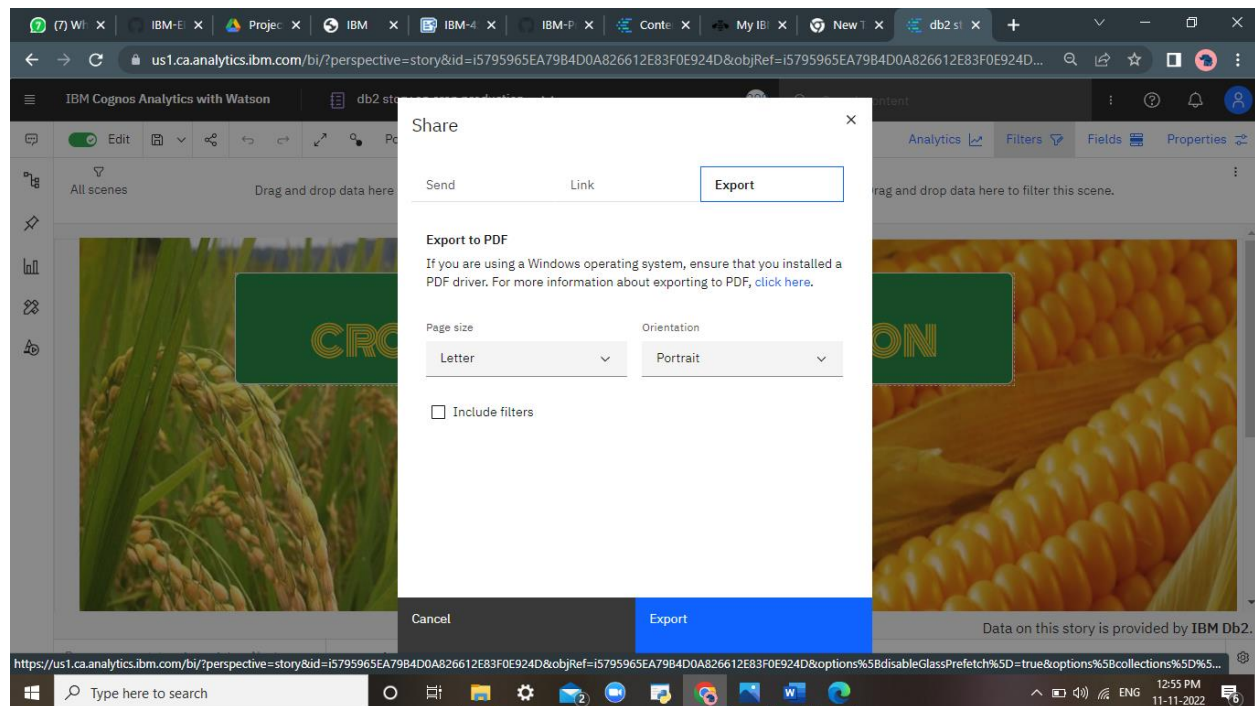 (7) Wh
IBM-E
Projec
IBM
IBM-4
IBM-P
Conte
My IB
New T
db2 st
us1.ca.analytics.ibm.com/bi/?perspective=story&id=i5795965EA79B4D0A826612E83F0E924D&objRef=i5795965EA79B4D0A826612E83F0E924D...
IBM Cognos Analytics with Watson
db2 sto
Edit
Analytics
Filters
Fields
Properties
All scenes
Drag and drop data here
rag and drop data here to filter this scene.
Share
Send
Link
Export
Export to PDF
If you are using a Windows operating system, ensure that you installed a
PDF driver. For more information about exporting to PDF, click here.
Page size
Orientation
Letter
Portrait
Include filters
CRO
ON
Cancel
Export
Data on this story is provided by IBM Db2.
https://us1.ca.analytics.ibm.com/bi/?perspective=story&id=i5795965EA79B4D0A826612E83F0E924D&objRef=i5795965EA79B4D0A826612E83F0E924D&options%5BdisableGlassPrefetch%5D=true&options%5Bcollections%5D%5...
Type here to search
2
ENG
12:55 PM
11-11-2022
6